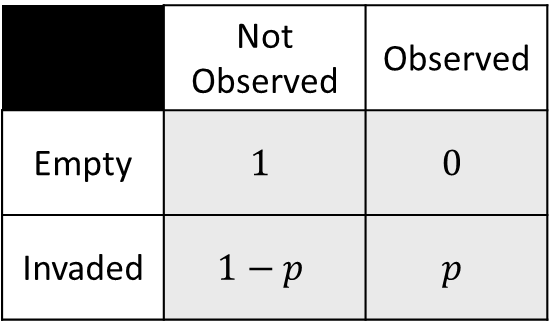 Not
Observed
Observed
Empty
1
0
Invaded
1 − p
p